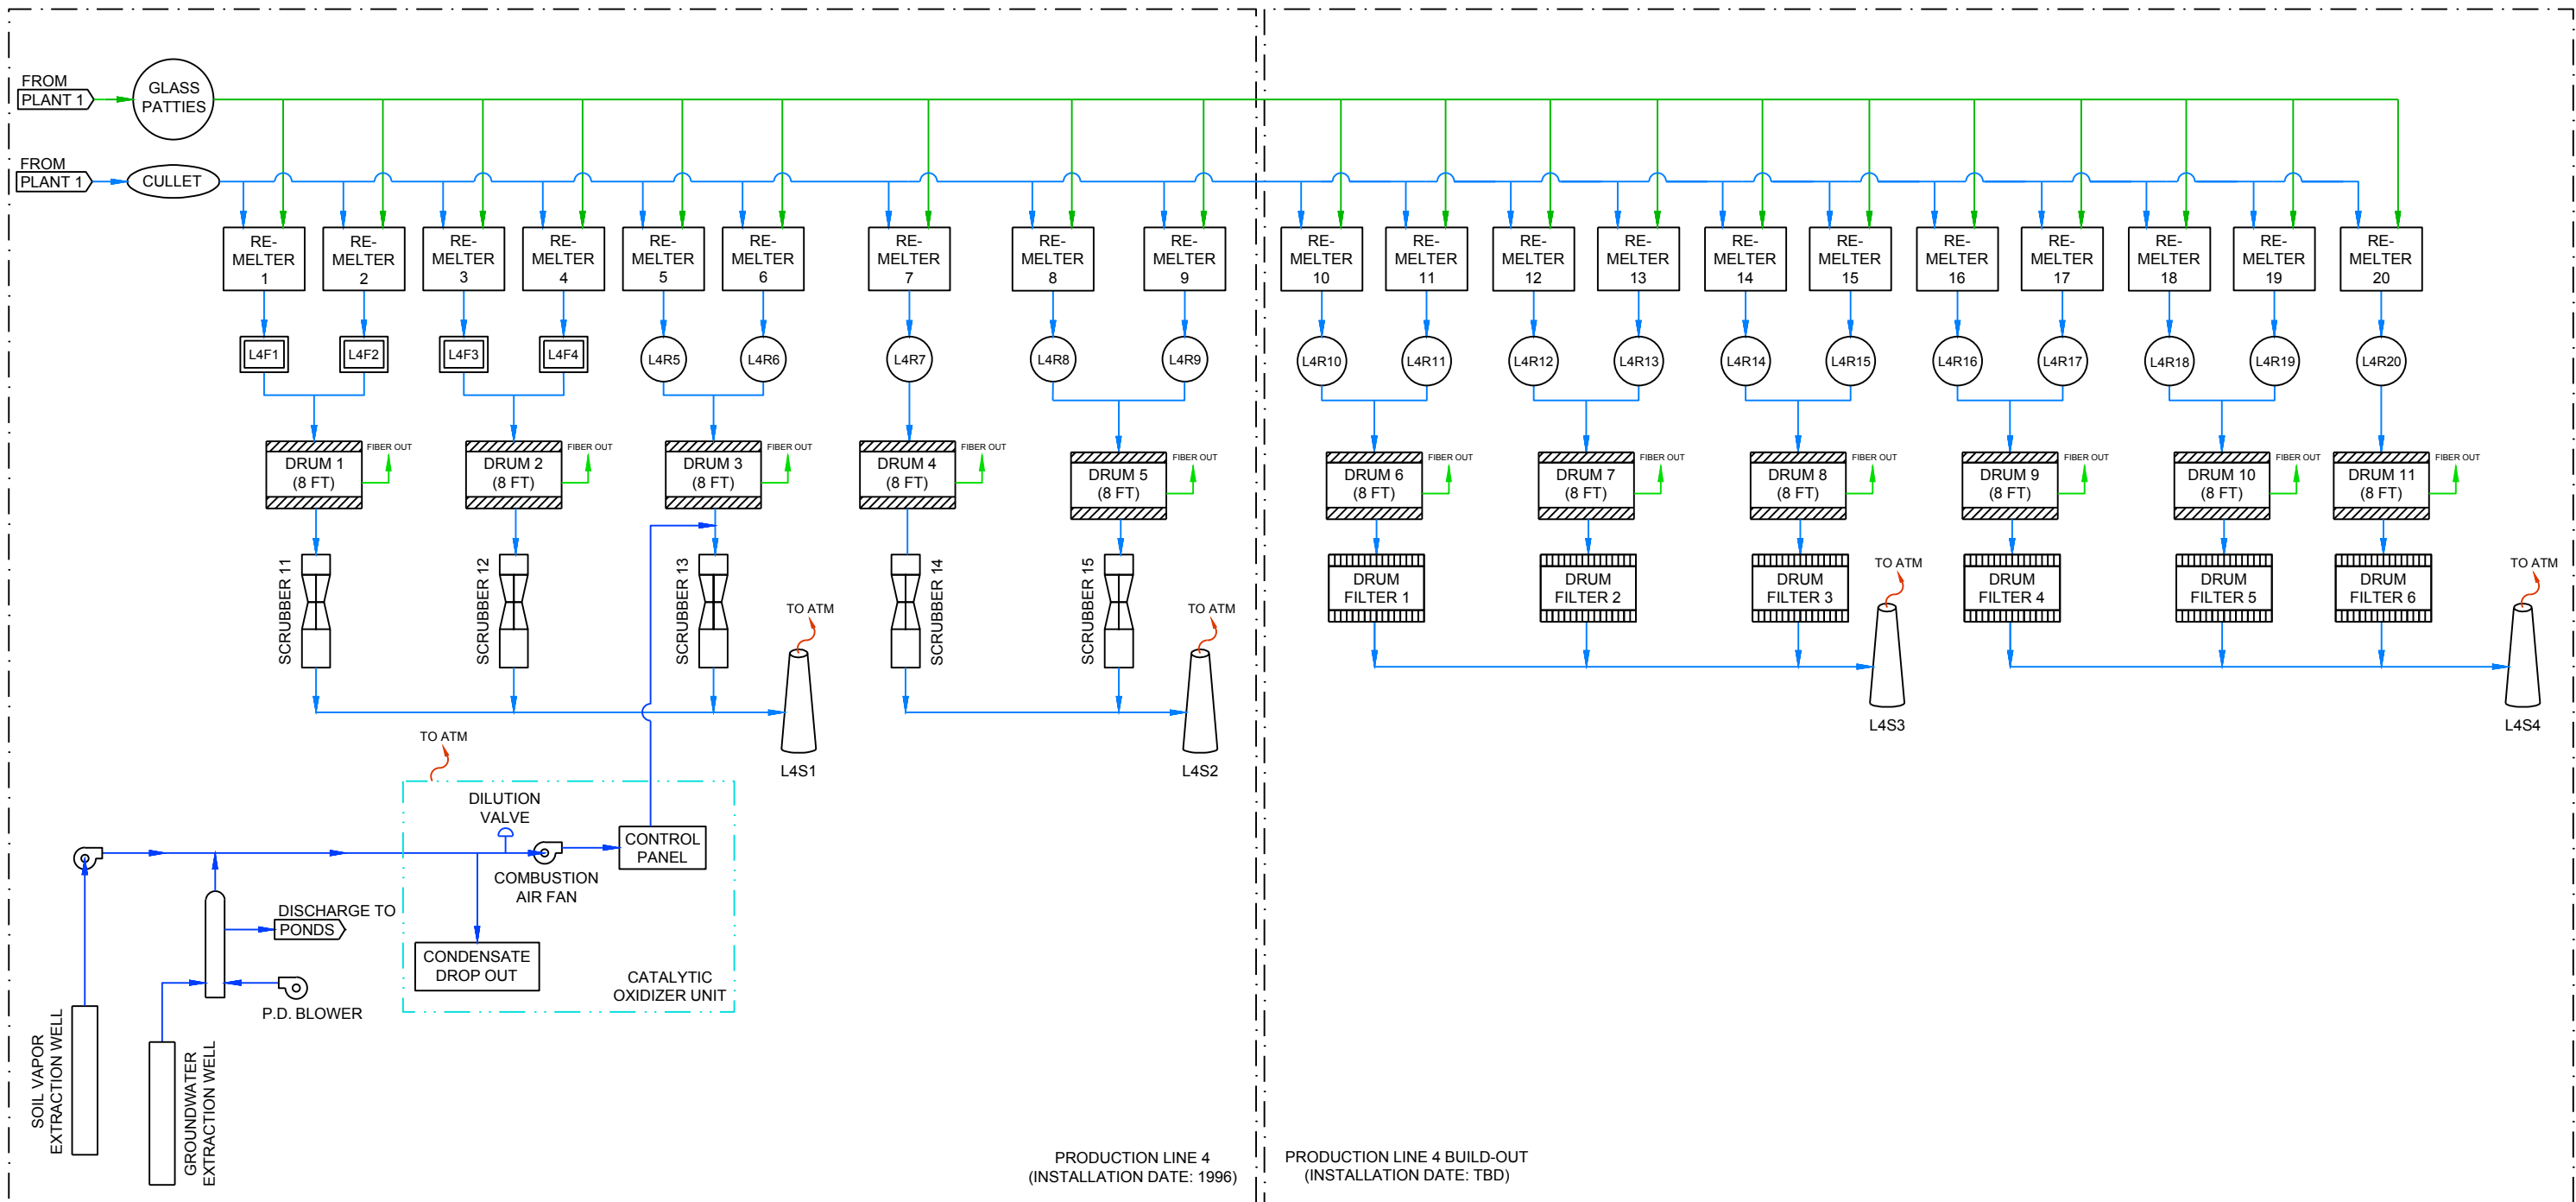 FROM
PLANT 1
GLASS
PATTIES
FROM
PLANT 1
CULLET
RE-
MELTER
1
RE-
MELTER
2
RE-
MELTER
3
RE-
MELTER
4
RE-
MELTER
5
RE-
MELTER
6
RE-
MELTER
7
RE-
MELTER
8
RE-
MELTER
9
RE-
MELTER
10
RE-
MELTER
11
RE-
MELTER
12
RE-
MELTER
13
RE-
MELTER
14
RE-
MELTER
15
RE-
MELTER
16
RE-
MELTER
17
RE-
MELTER
18
RE-
MELTER
19
RE-
MELTER
20
L4F1
L4F2
L4F3
L4F4
L4R5
L4R6
L4R7
L4R8
L4R9
L4R10
L4R11
L4R12
L4R13
L4R14
L4R15
L4R16
L4R17
L4R18
L4R19
L4R20
DRUM 1
(8 FT)
FIBER OUT
DRUM 2
(8 FT)
FIBER OUT
DRUM 3
(8 FT)
FIBER OUT
DRUM 4
(8 FT)
FIBER OUT
DRUM 5
(8 FT)
FIBER OUT
DRUM 6
(8 FT)
FIBER OUT
DRUM 7
(8 FT)
FIBER OUT
DRUM 8
(8 FT)
FIBER OUT
DRUM 9
(8 FT)
FIBER OUT
DRUM 10
(8 FT)
FIBER OUT
DRUM 11
(8 FT)
FIBER OUT
SCRUBBER 11
SCRUBBER 12
SCRUBBER 13
SCRUBBER 14
SCRUBBER 15
DRUM
FILTER 1
DRUM
FILTER 2
DRUM
FILTER 3
DRUM
FILTER 4
DRUM
FILTER 5
DRUM
FILTER 6
TO ATM
L4S1
TO ATM
L4S2
TO ATM
L4S3
TO ATM
L4S4
TO ATM
DILUTION
VALVE
COMBUSTION
AIR FAN
CONTROL
PANEL
CONDENSATE
DROP OUT
CATALYTIC
OXIDIZER UNIT
DISCHARGE TO
PONDS
P.D. BLOWER
SOIL VAPOR
EXTRACTION WELL
GROUNDWATER
EXTRACTION WELL
PRODUCTION LINE 4
(INSTALLATION DATE: 1996)
PRODUCTION LINE 4 BUILD-OUT
(INSTALLATION DATE: TBD)